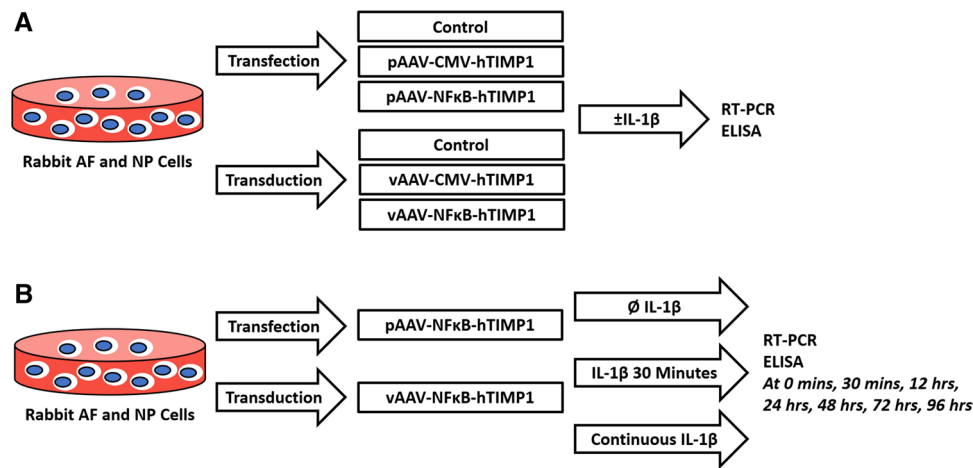 A
Rabbit AF and NP Cells
Transfection
Control
pAAV-CMV-hTIMP1
pAAV-NFκB-hTIMP1
Transduction
Control
vAAV-CMV-hTIMP1
vAAV-NFκB-hTIMP1
±IL-1β
RT-PCR
ELISA
B
Rabbit AF and NP Cells
Transfection
pAAV-NFκB-hTIMP1
Transduction
vAAV-NFκB-hTIMP1
Ø IL-1β
IL-1β 30 Minutes
Continuous IL-1β
RT-PCR
ELISA
At 0 mins, 30 mins, 12 hrs,
24 hrs, 48 hrs, 72 hrs, 96 hrs